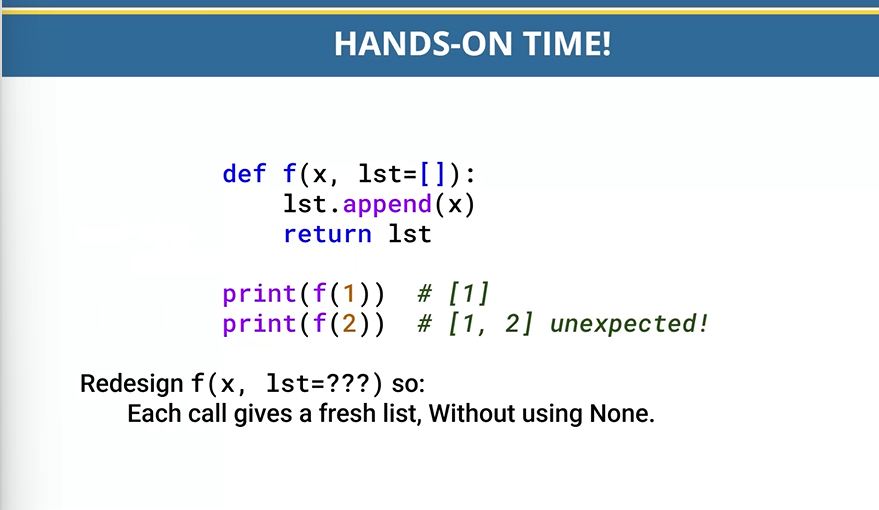 HANDS-ON TIME!
def f(x, lst=[]):
    lst.append(x)
    return lst
print(f(1))  # [1]
print(f(2))  # [1, 2] unexpected!
Redesign f(x, lst=???) so:
Each call gives a fresh list, Without using None.